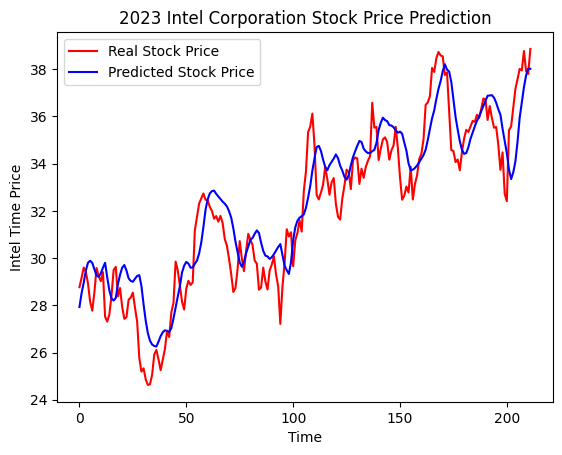 2023 Intel Corporation Stock Price Prediction
Real Stock Price
Predicted Stock Price
Intel Time Price
38
36
34
32
30
28
26
24
0
50
100
150
200
Time